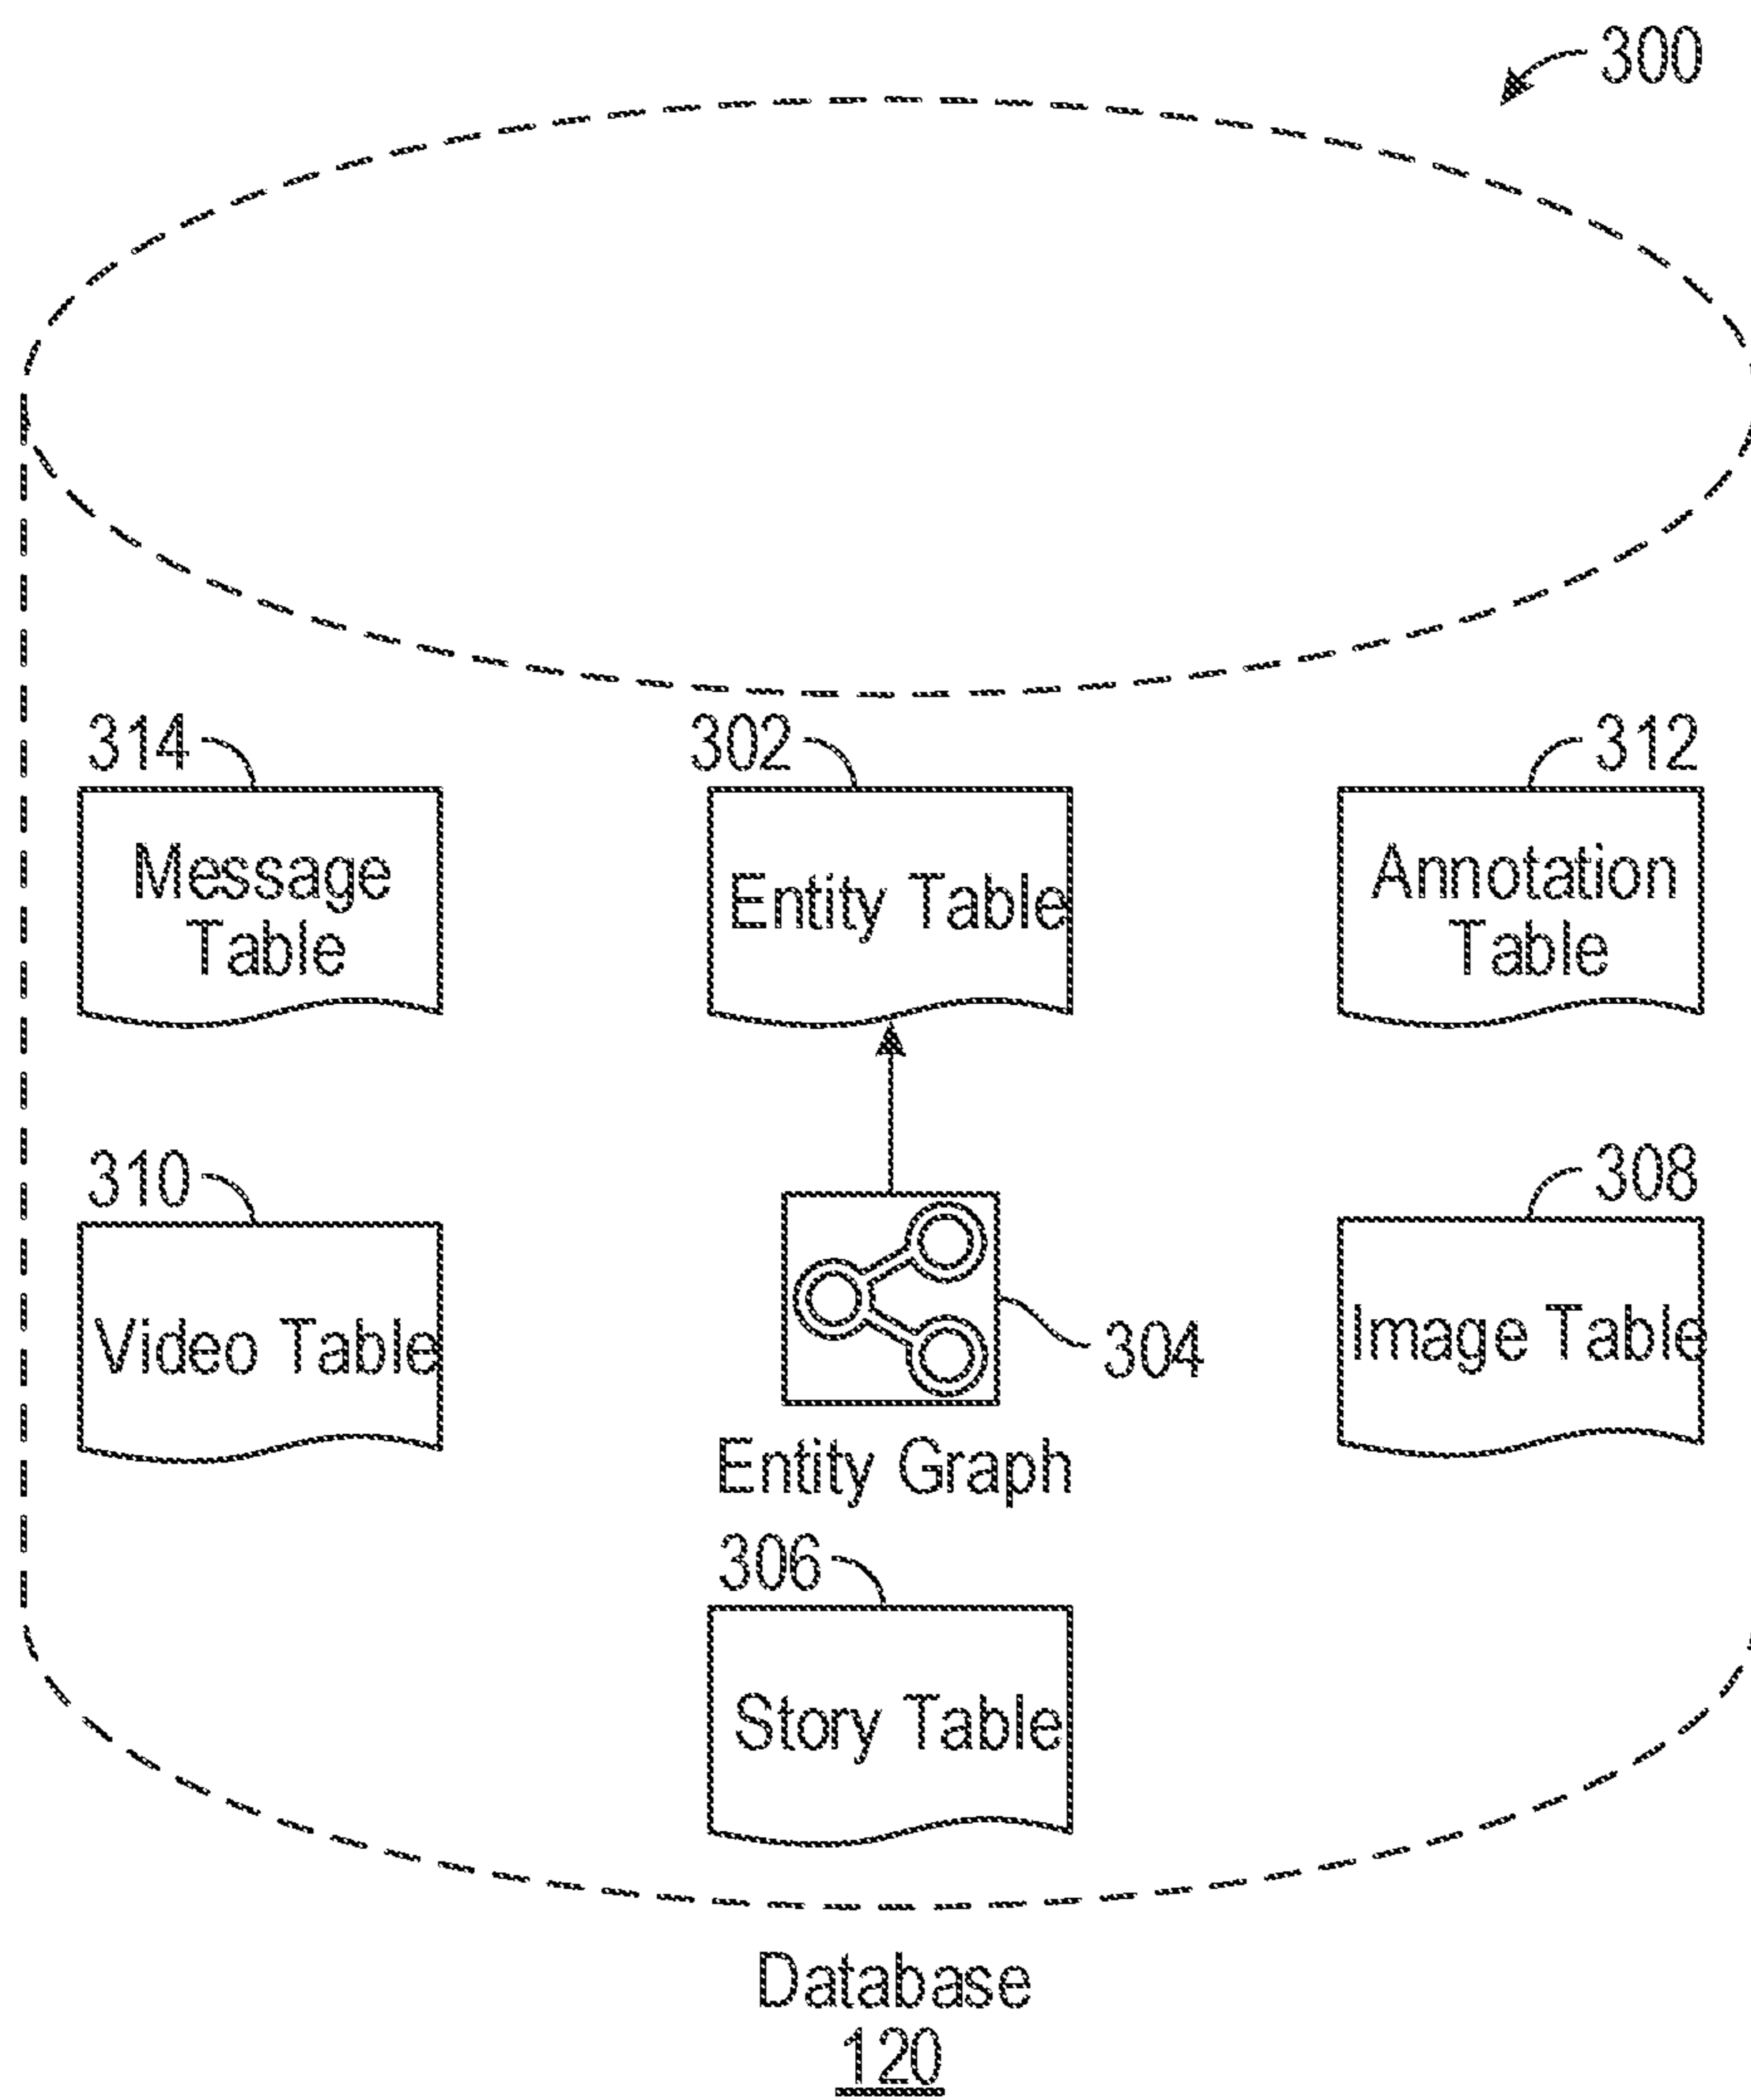 300
314
302
312
Message
Table
Entity Table
Annotation
Table
310
308
Video Table
304
Image Table
Entity Graph
306
Story Table
Database
120